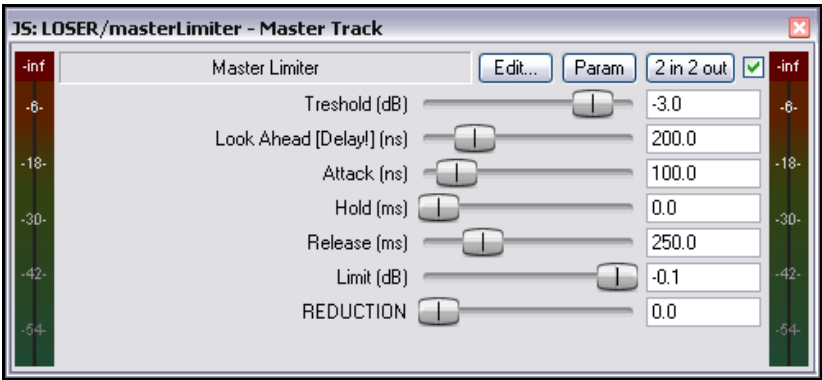 JS: LOSER/masterLimiter - Master Track
-inf Master Limiter Edit... Param 2 in 2 out -inf
-6- Treshold (dB) -3.0 -6-
Look Ahead [Delay!] (ns) 200.0
-18- Attack (ns) 100.0 -18-
Hold (ms) 0.0
-30- Release (ms) 250.0 -30-
-42- Limit (dB) -0.1 -42-
REDUCTION 0.0
-54- -54-